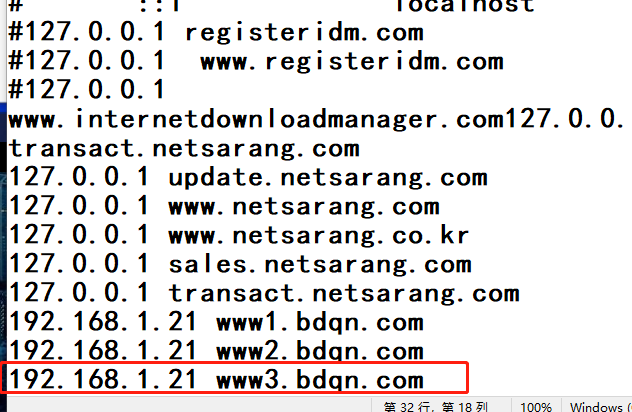 # ::1 localhost
#127.0.0.1 registeridm.com
#127.0.0.1 www.registeridm.com
#127.0.0.1
www.internetdownloadmanager.com127.0.0.
transact.netsarang.com
127.0.0.1 update.netsarang.com
127.0.0.1 www.netsarang.com
127.0.0.1 www.netsarang.co.kr
127.0.0.1 sales.netsarang.com
127.0.0.1 transact.netsarang.com
192.168.1.21 www1.bdqn.com
192.168.1.21 www2.bdqn.com
192.168.1.21 www3.bdqn.com
第 32 行，第 18 列 100% Windows (